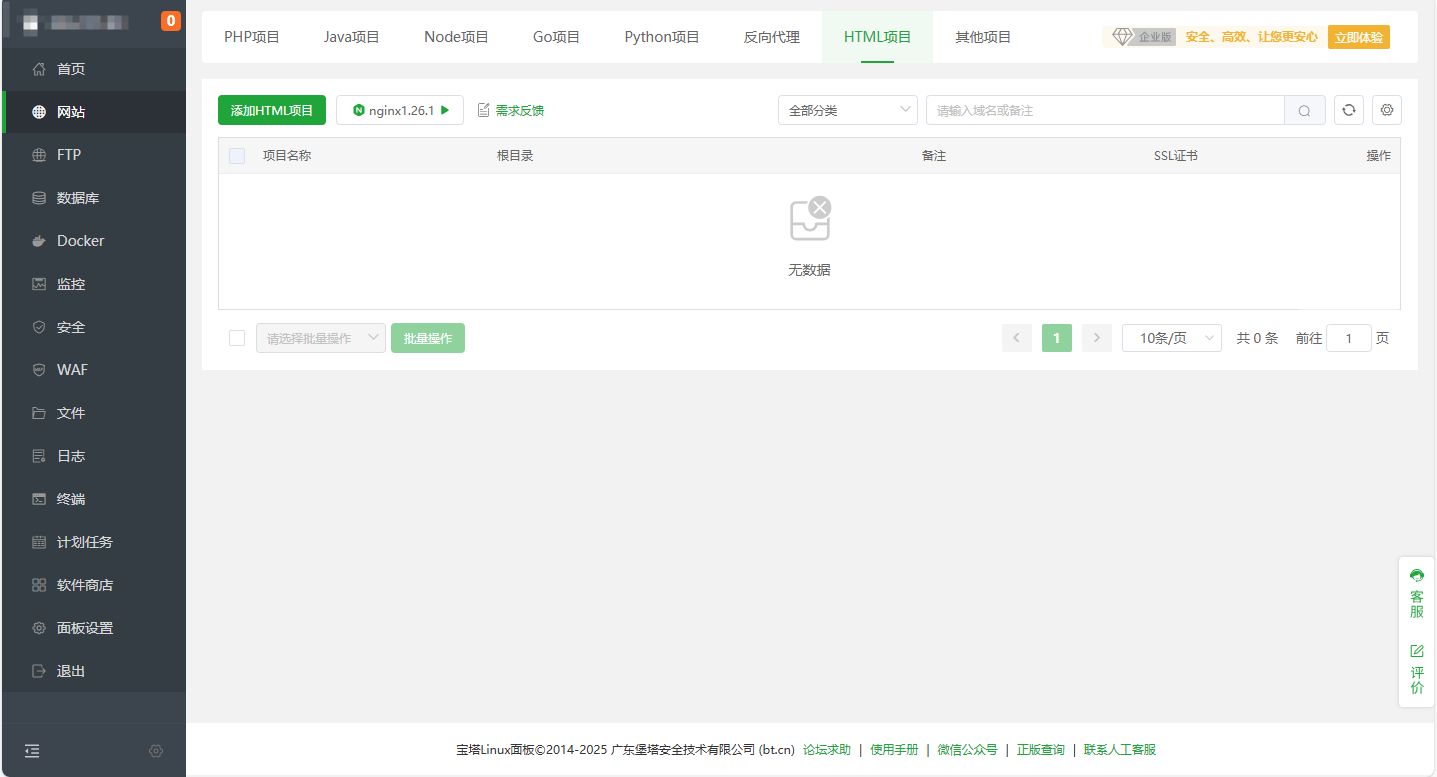 0
首页
网站
FTP
数据库
Docker
监控
安全
WAF
文件
日志
终端
计划任务
软件商店
面板设置
退出
PHP项目 Java项目 Node项目 Go项目 Python项目 反向代理 HTML项目 其他项目 企业版 安全、高效、让您更安心 立即体验
添加HTML项目 nginx1.26.1 需求反馈 全部分类 请输入域名或备注
项目名称 根目录 备注 SSL证书 操作
无数据
请选择批量操作 批量操作 1 10条/页 共 0 条 前往 1 页
客服
评价
宝塔Linux面板©2014-2025 广东堡塔安全技术有限公司 (bt.cn) 论坛求助 | 使用手册 | 微信公众号 | 正版查询 | 联系人工客服